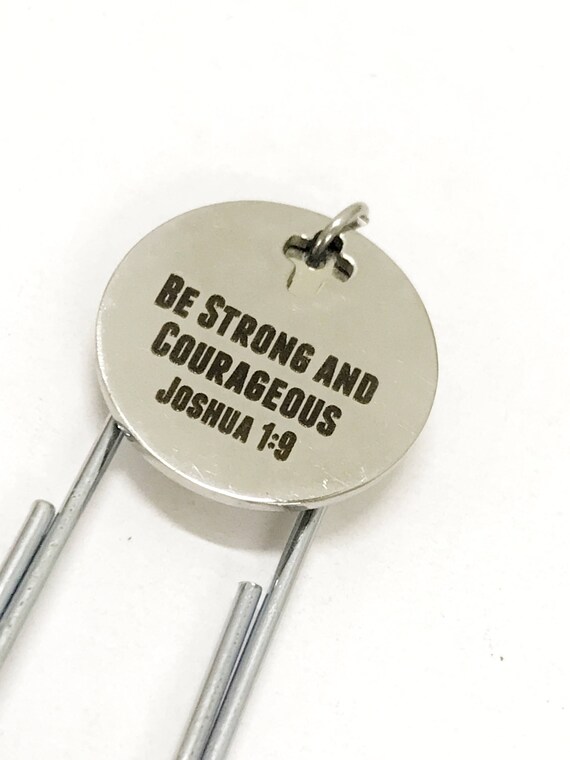 Be Strong and
Courageous
Joshua 1:9